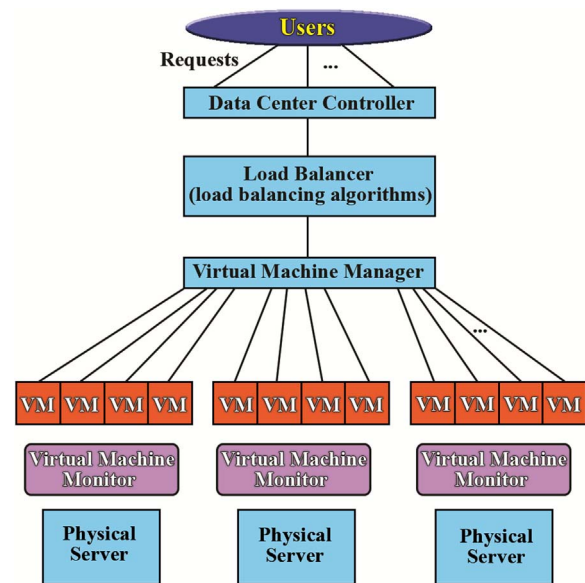 Users
Requests
...
Data Center Controller
Load Balancer
(load balancing algorithms)
Virtual Machine Manager
...
VM VM VM VM VM VM VM VM VM VM VM VM
Virtual Machine
Monitor
Virtual Machine
Monitor
Virtual Machine
Monitor
Physical
Server
Physical
Server
Physical
Server